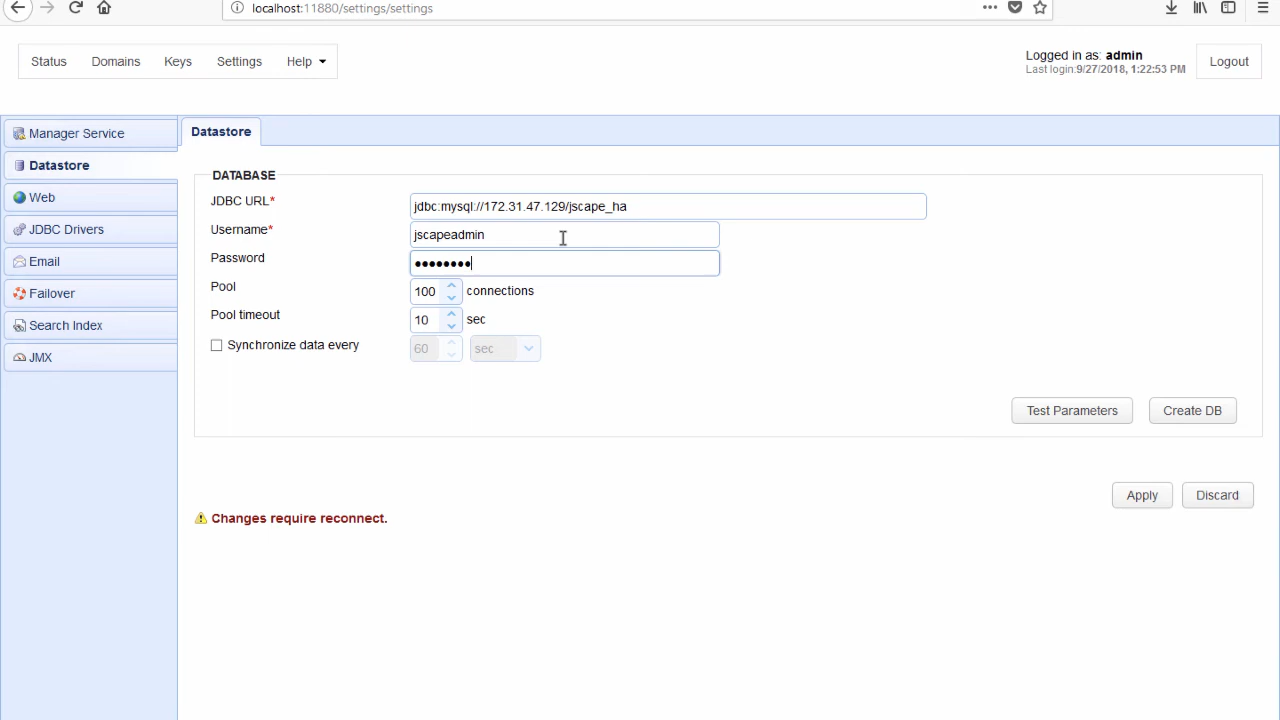 localhost:11880/settings/settings
Status Domains Keys Settings Help
Logged in as: admin
Last login:9/27/2018, 1:22:53 PM
Logout
Manager Service
Datastore
Web
JDBC Drivers
Email
Failover
Search Index
JMX
Datastore
DATABASE
JDBC URL* jdbc:mysql://172.31.47.129/jscape_ha
Username* jscapeadmin
Password ●●●●●●●●
Pool 100 connections
Pool timeout 10 sec
Synchronize data every 60 sec
Test Parameters Create DB
Apply Discard
Changes require reconnect.